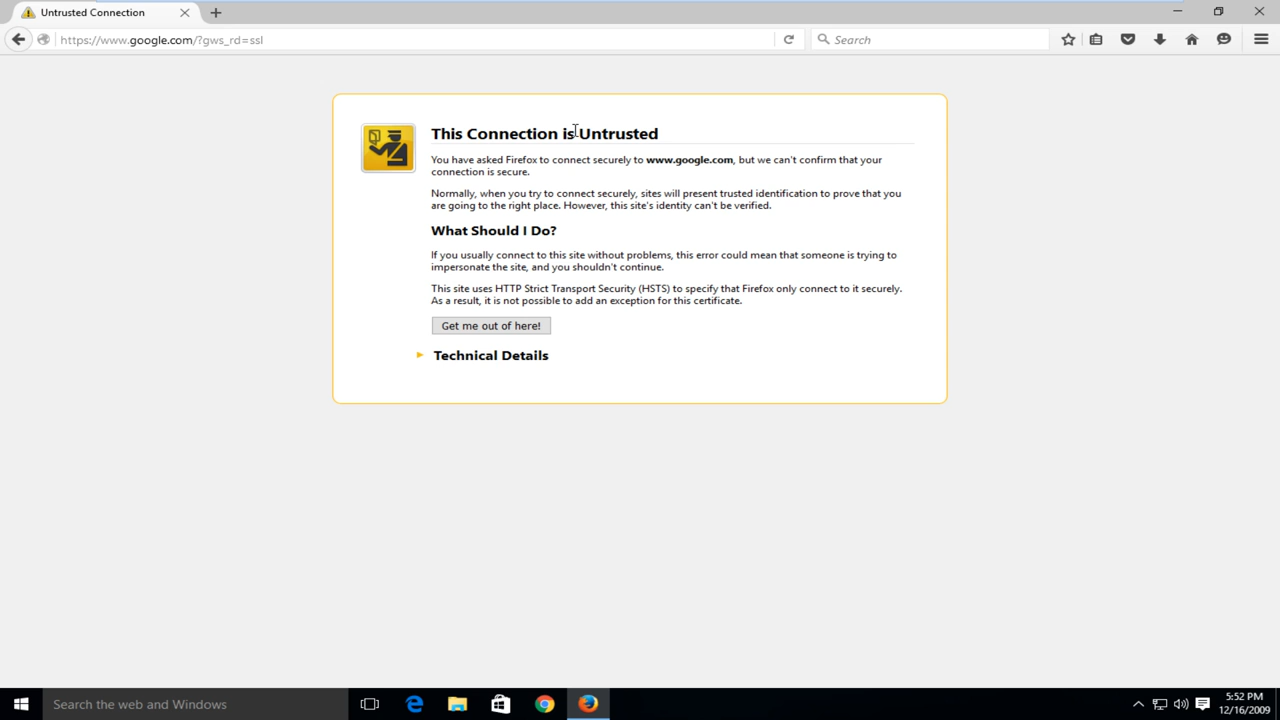 Untrusted Connection
https://www.google.com/?gws_rd=ssl
Search
This Connection is Untrusted
You have asked Firefox to connect securely to www.google.com, but we can't confirm that your
connection is secure.
Normally, when you try to connect securely, sites will present trusted identification to prove that you
are going to the right place. However, this site's identity can't be verified.
What Should I Do?
If you usually connect to this site without problems, this error could mean that someone is trying to
impersonate the site, and you shouldn't continue.
This site uses HTTP Strict Transport Security (HSTS) to specify that Firefox only connect to it securely.
As a result, it is not possible to add an exception for this certificate.
Get me out of here!
Technical Details
Search the web and Windows
5:52 PM
12/16/2009